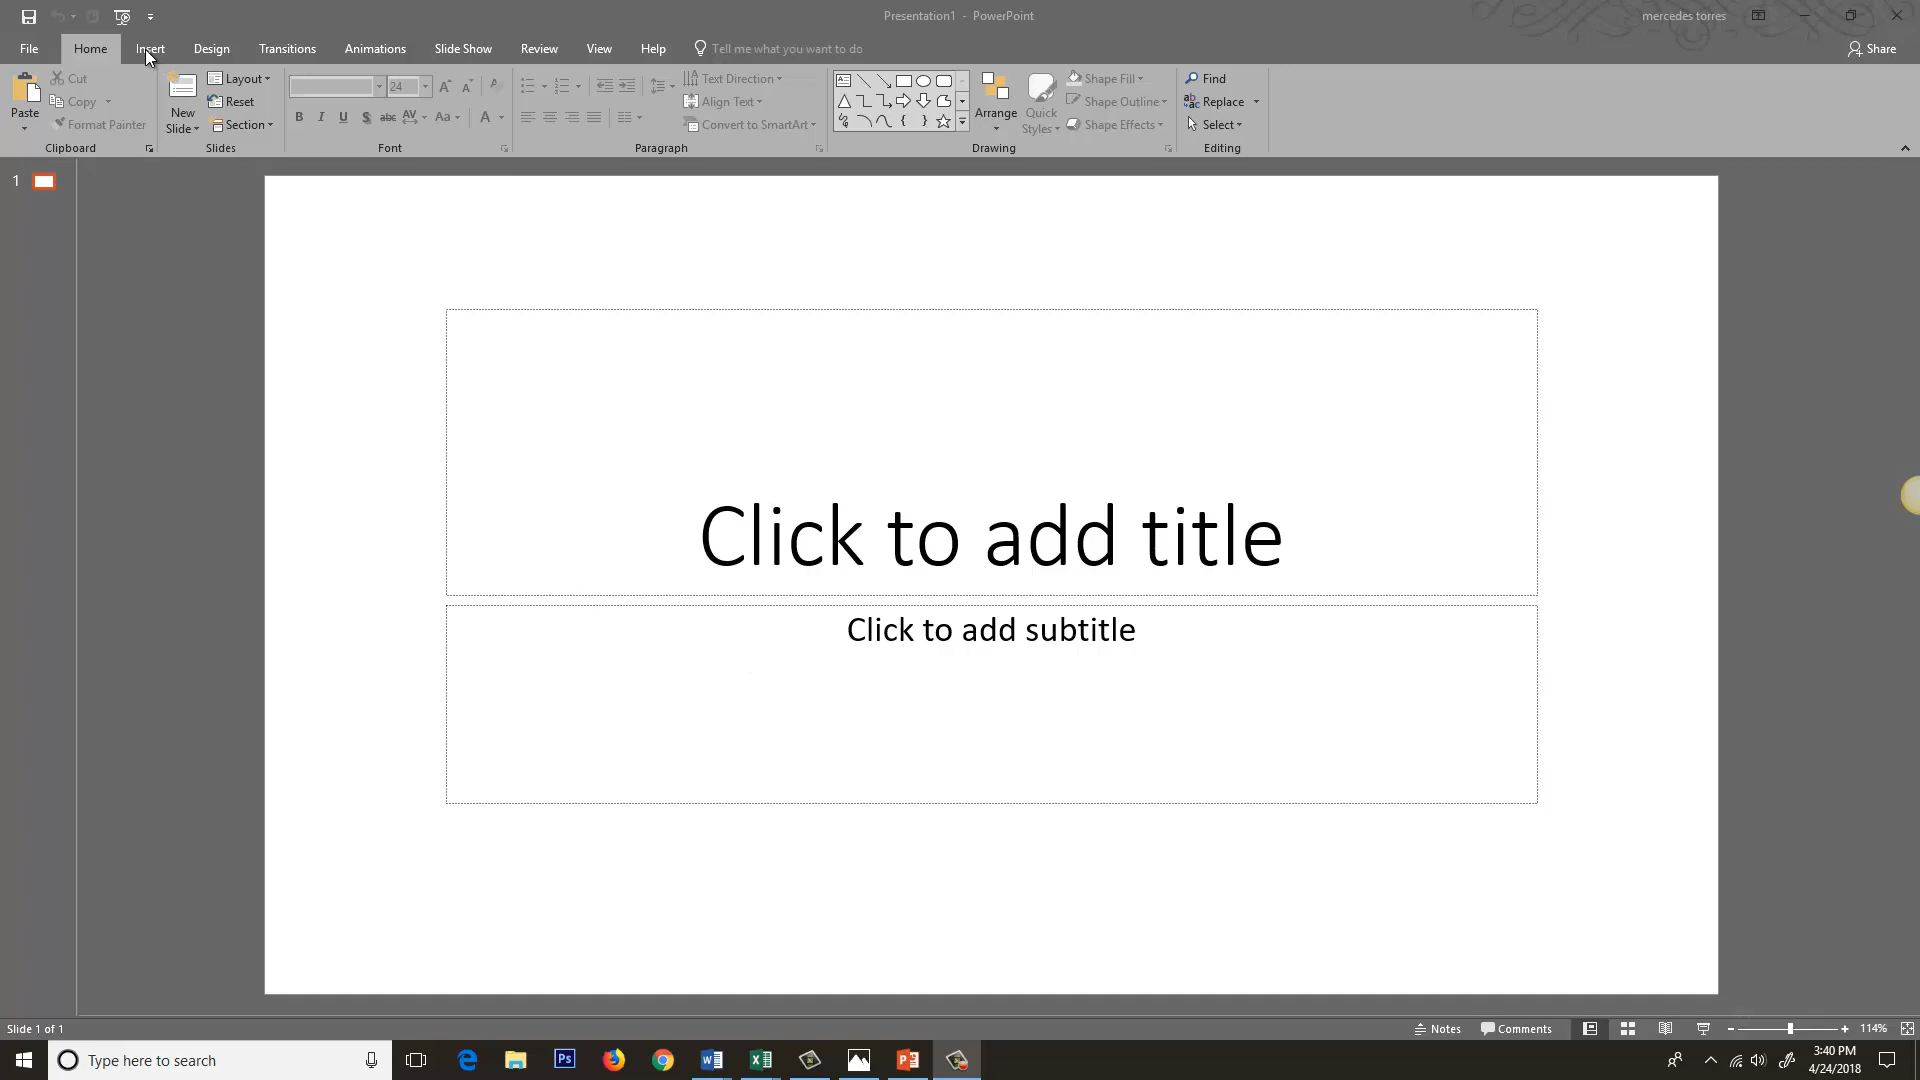 Presentation1 - PowerPoint
mercedes torres
File Home Insert Design Transitions Animations Slide Show Review View Help Tell me what you want to do Share
Cut
Copy
Format Painter
Paste
Clipboard
New Slide
Layout
Reset
Section
Slides
24
B I U S abc AV Aa A
Font
Text Direction
Align Text
Convert to SmartArt
Paragraph
Arrange
Quick Styles
Shape Fill
Shape Outline
Shape Effects
Drawing
Find
Replace
Select
Editing
1
Click to add title
Click to add subtitle
Slide 1 of 1
Notes
Comments
114%
Type here to search
3:40 PM
4/24/2018